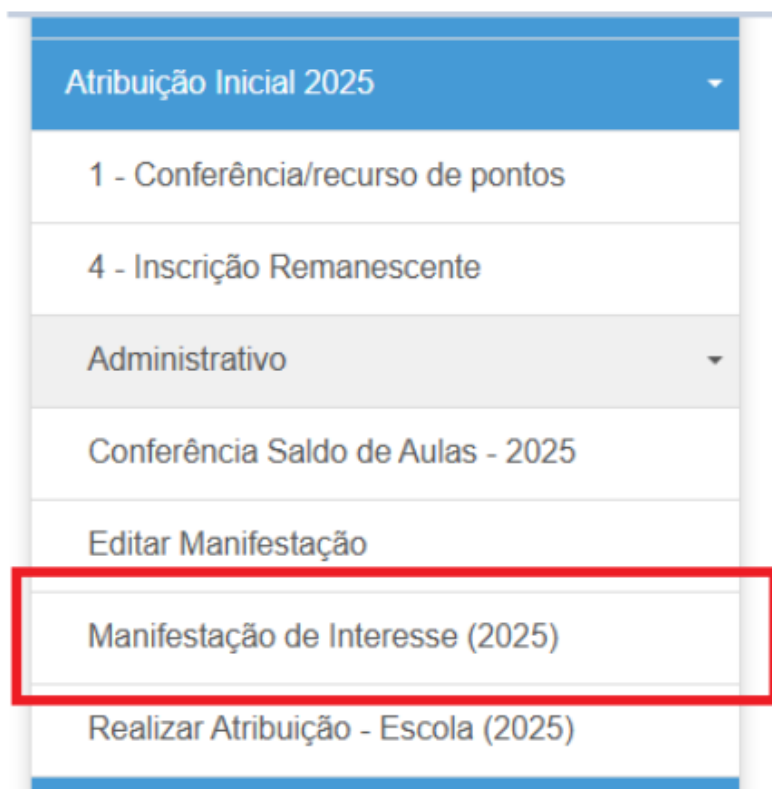 Atribuição Inicial 2025
1 - Conferência/recurso de pontos
4 - Inscrição Remanescente
Administrativo
Conferência Saldo de Aulas - 2025
Editar Manifestação
Manifestação de Interesse (2025)
Realizar Atribuição - Escola (2025)